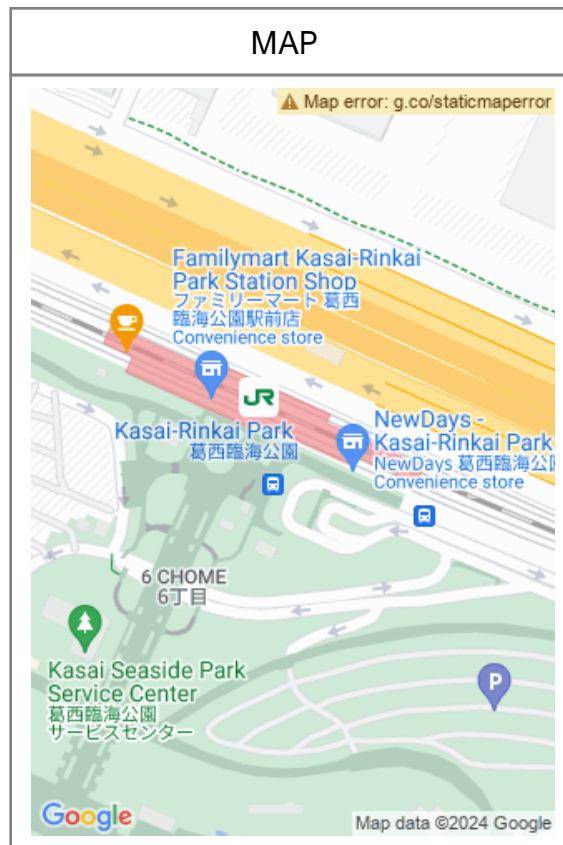 MAP
Map error: g.co/staticmaperror
Familymart Kasai-Rinkai
Park Station Shop
ファミリーマート 葛西
臨海公園駅前店
Convenience store
JR
Kasai-Rinkai Park
葛西臨海公園
NewDays -
Kasai-Rinkai Park
NewDays 葛西臨海公
Convenience store
6 CHOME
6丁目
Kasai Seaside Park
Service Center
葛西臨海公園
サービスセンター
P
Google
Map data ©2024 Google